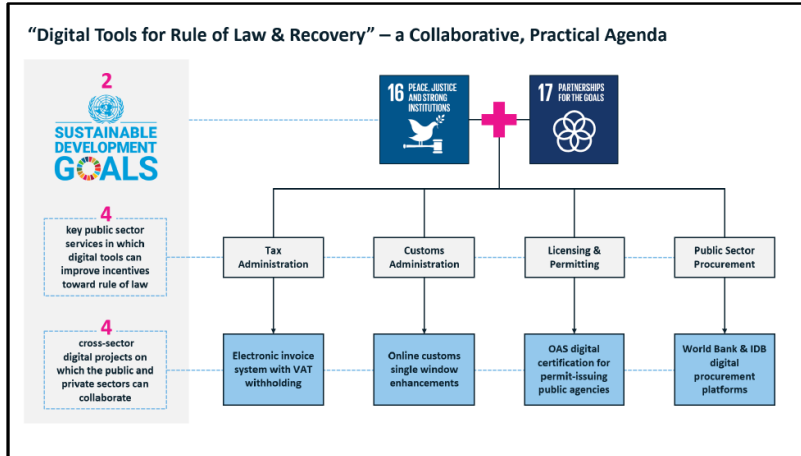 “Digital Tools for Rule of Law & Recovery” – a Collaborative, Practical Agenda
2
SUSTAINABLE
DEVELOPMENT
GOALS
16 PEACE, JUSTICE
AND STRONG
INSTITUTIONS
17 PARTNERSHIPS
FOR THE GOALS
4
key public sector
services in which
digital tools can
improve incentives
toward rule of law
Tax
Administration
Customs
Administration
Licensing &
Permitting
Public Sector
Procurement
4
cross-sector
digital projects on
which the public and
private sectors can
collaborate
Electronic invoice
system with VAT
withholding
Online customs
single window
enhancements
OAS digital
certification for
permit-issuing
public agencies
World Bank & IDB
digital
procurement
platforms